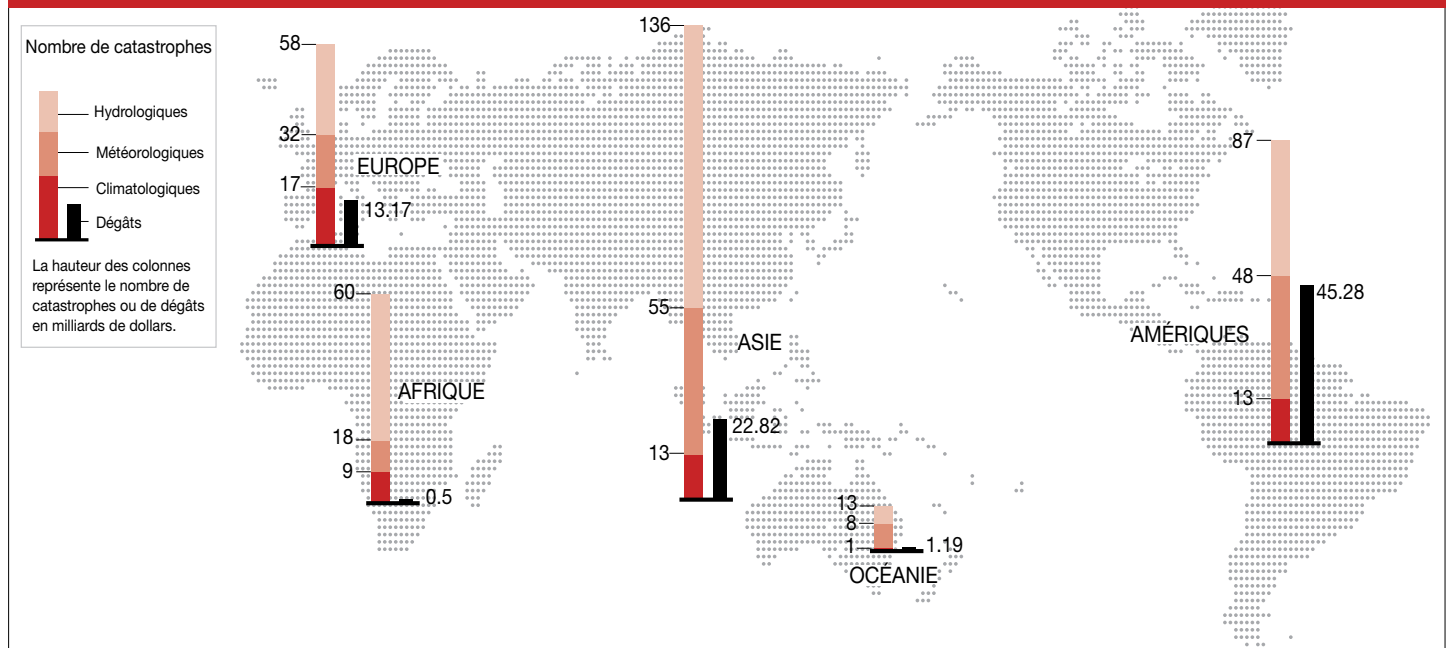 Nombre de catastrophes
Hydrologiques
Météorologiques
Climatologiques
Dégâts
La hauteur des colonnes
représente le nombre de
catastrophes ou de dégâts
en milliards de dollars.
58
32
17
EUROPE
13.17
60
18
9
AFRIQUE
0.5
136
55
13
ASIE
22.82
13
8
1
1.19
OCÉANIE
87
48
13
AMÉRIQUES
45.28